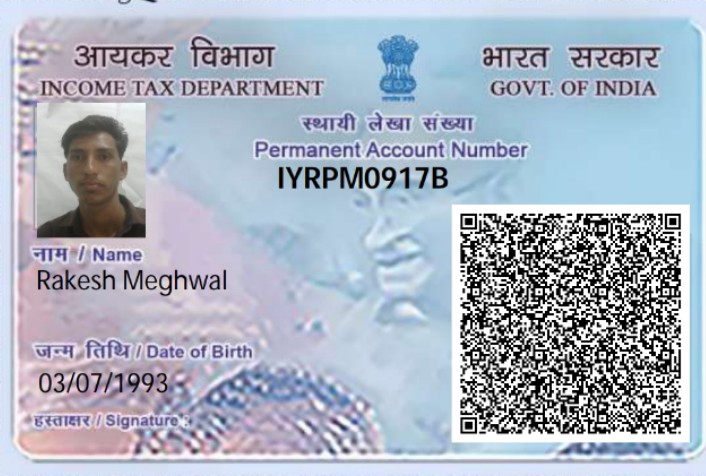 आयकर विभाग
INCOME TAX DEPARTMENT
भारत सरकार
GOVT. OF INDIA
स्थायी लेखा संख्या
Permanent Account Number
IYRPM0917B
नाम / Name
Rakesh Meghwal
जन्म तिथि / Date of Birth
03/07/1993
हस्ताक्षर / Signature :